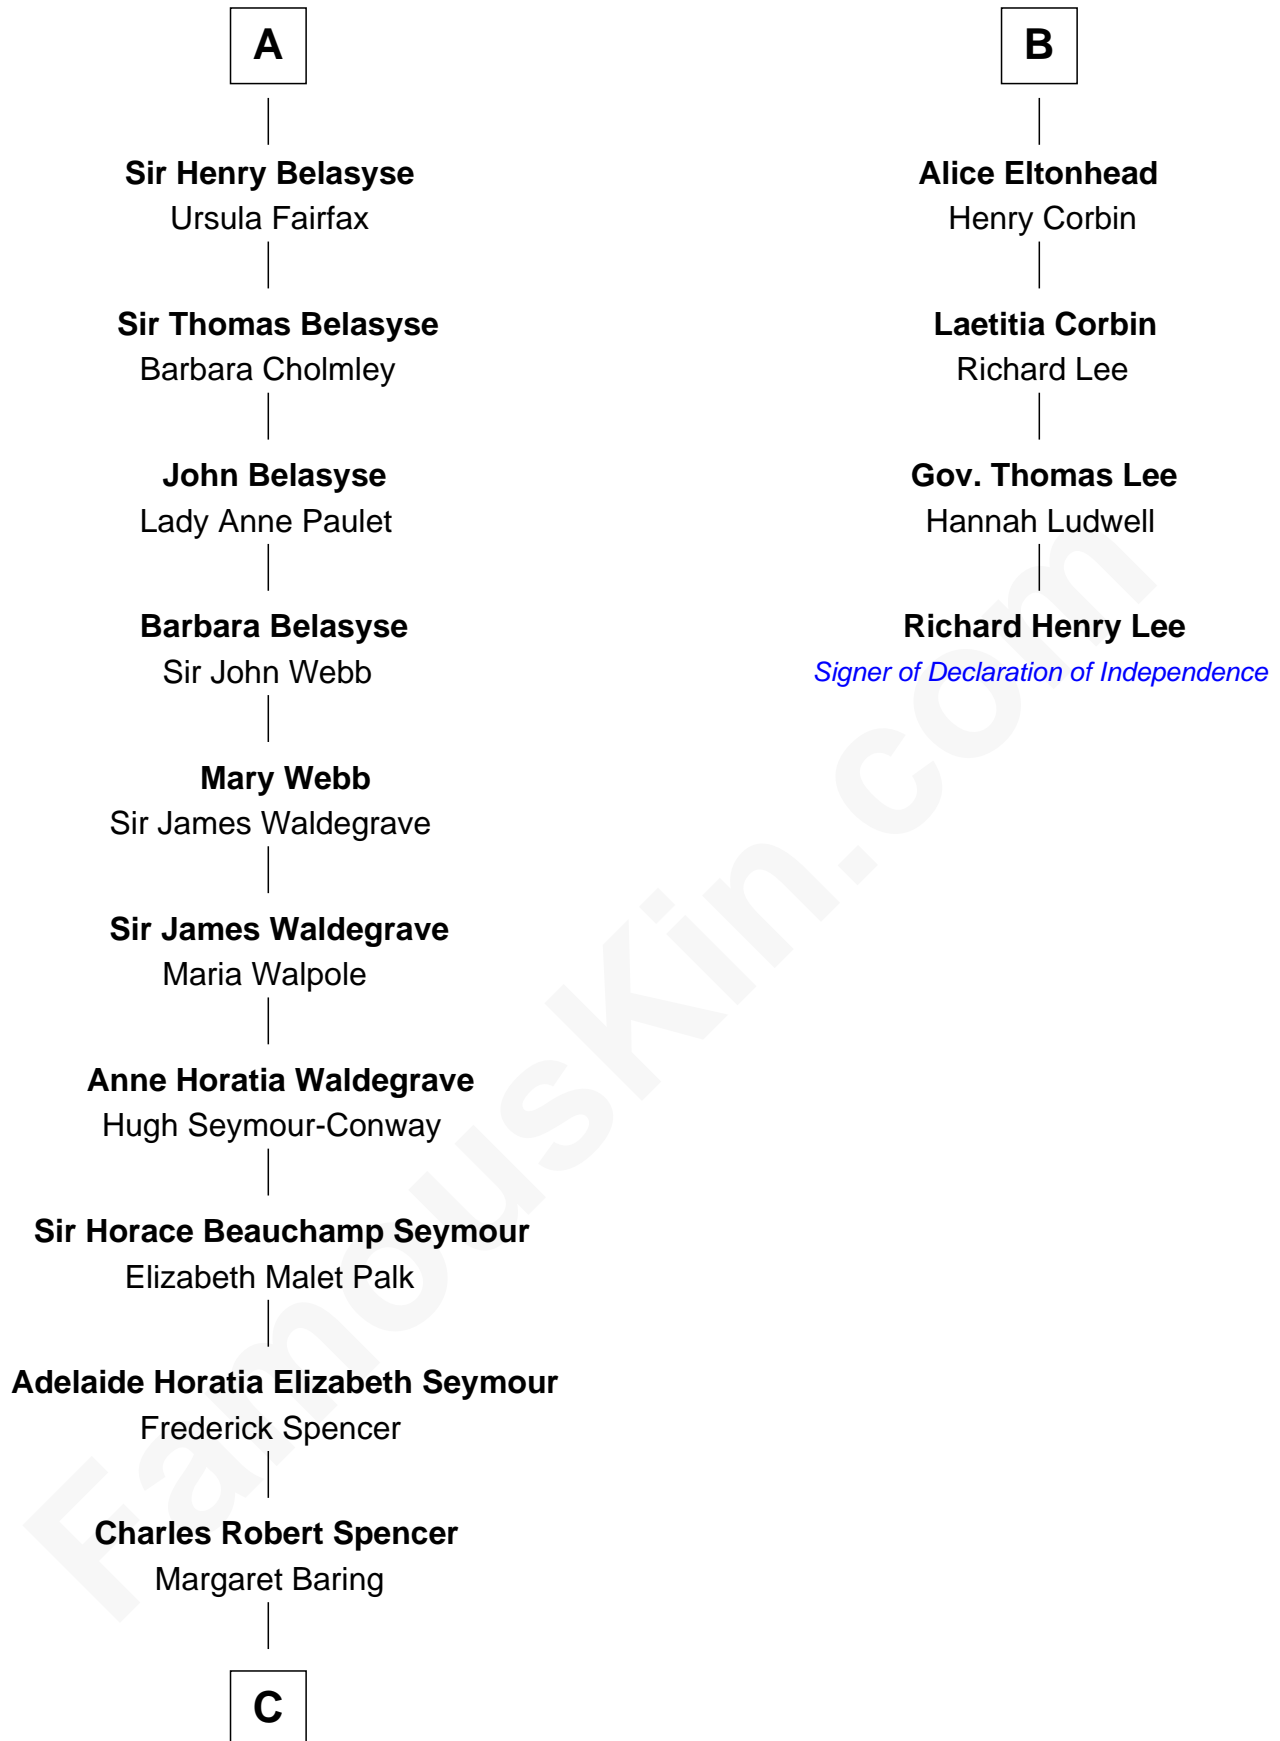 A
Sir Henry Belasyse
Ursula Fairfax
Sir Thomas Belasyse
Barbara Cholmley
John Belasyse
Lady Anne Paulet
Barbara Belasyse
Sir John Webb
Mary Webb
Sir James Waldegrave
Sir James Waldegrave
Maria Walpole
Anne Horatia Waldegrave
Hugh Seymour-Conway
Sir Horace Beauchamp Seymour
Elizabeth Malet Palk
Adelaide Horatia Elizabeth Seymour
Frederick Spencer
Charles Robert Spencer
Margaret Baring
C
B
Alice Eltonhead
Henry Corbin
Laetitia Corbin
Richard Lee
Gov. Thomas Lee
Hannah Ludwell
Richard Henry Lee
Signer of Declaration of Independence
FamousKin.com